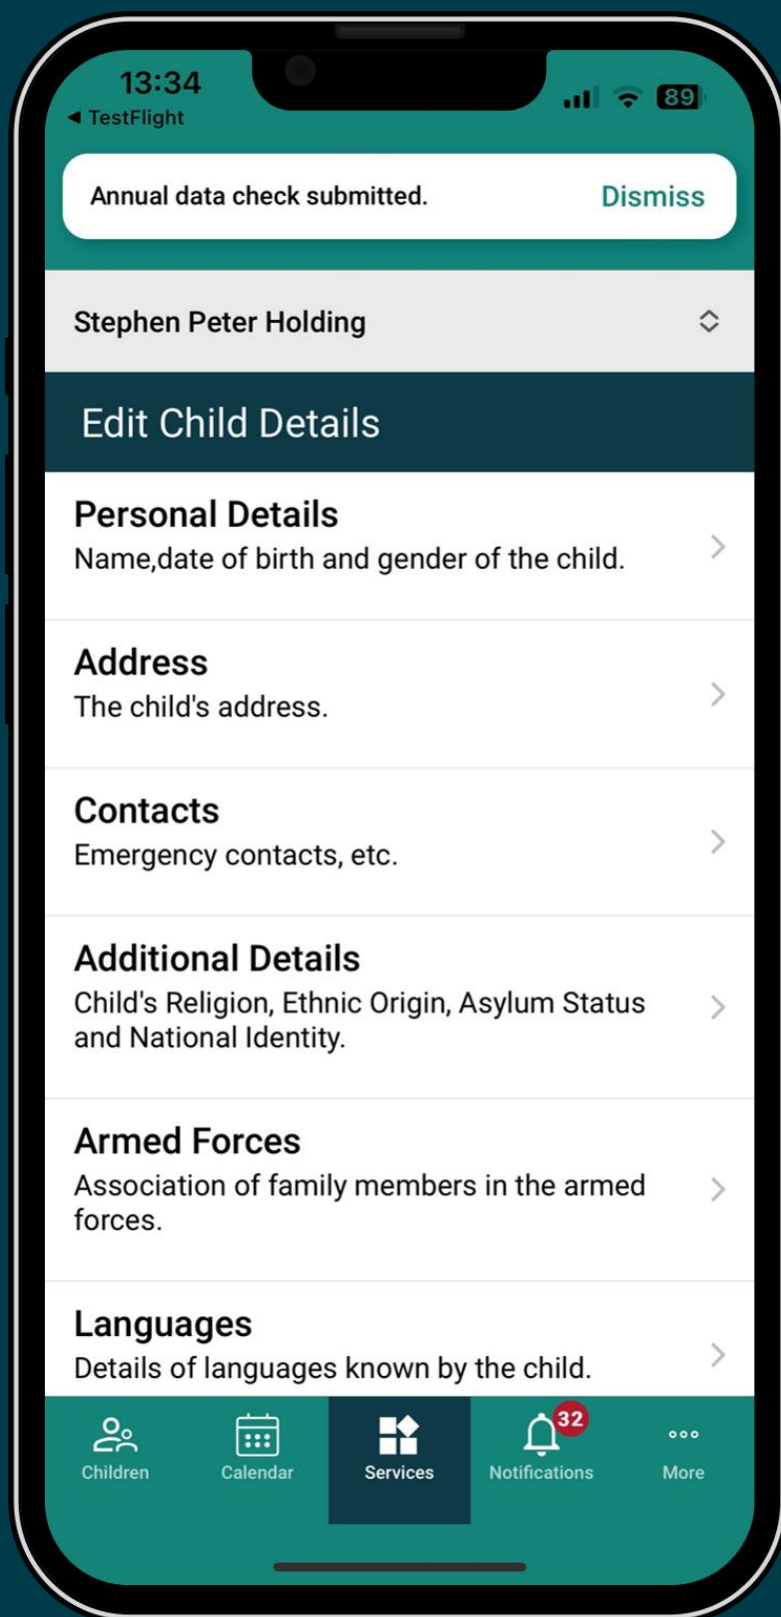 13:34
◀ TestFlight
89
Annual data check submitted.
Dismiss
Stephen Peter Holding
Edit Child Details
Personal Details
Name,date of birth and gender of the child.
Address
The child's address.
Contacts
Emergency contacts, etc.
Additional Details
Child's Religion, Ethnic Origin, Asylum Status
and National Identity.
Armed Forces
Association of family members in the armed
forces.
Languages
Details of languages known by the child.
32
Children
Calendar
Services
Notifications
More